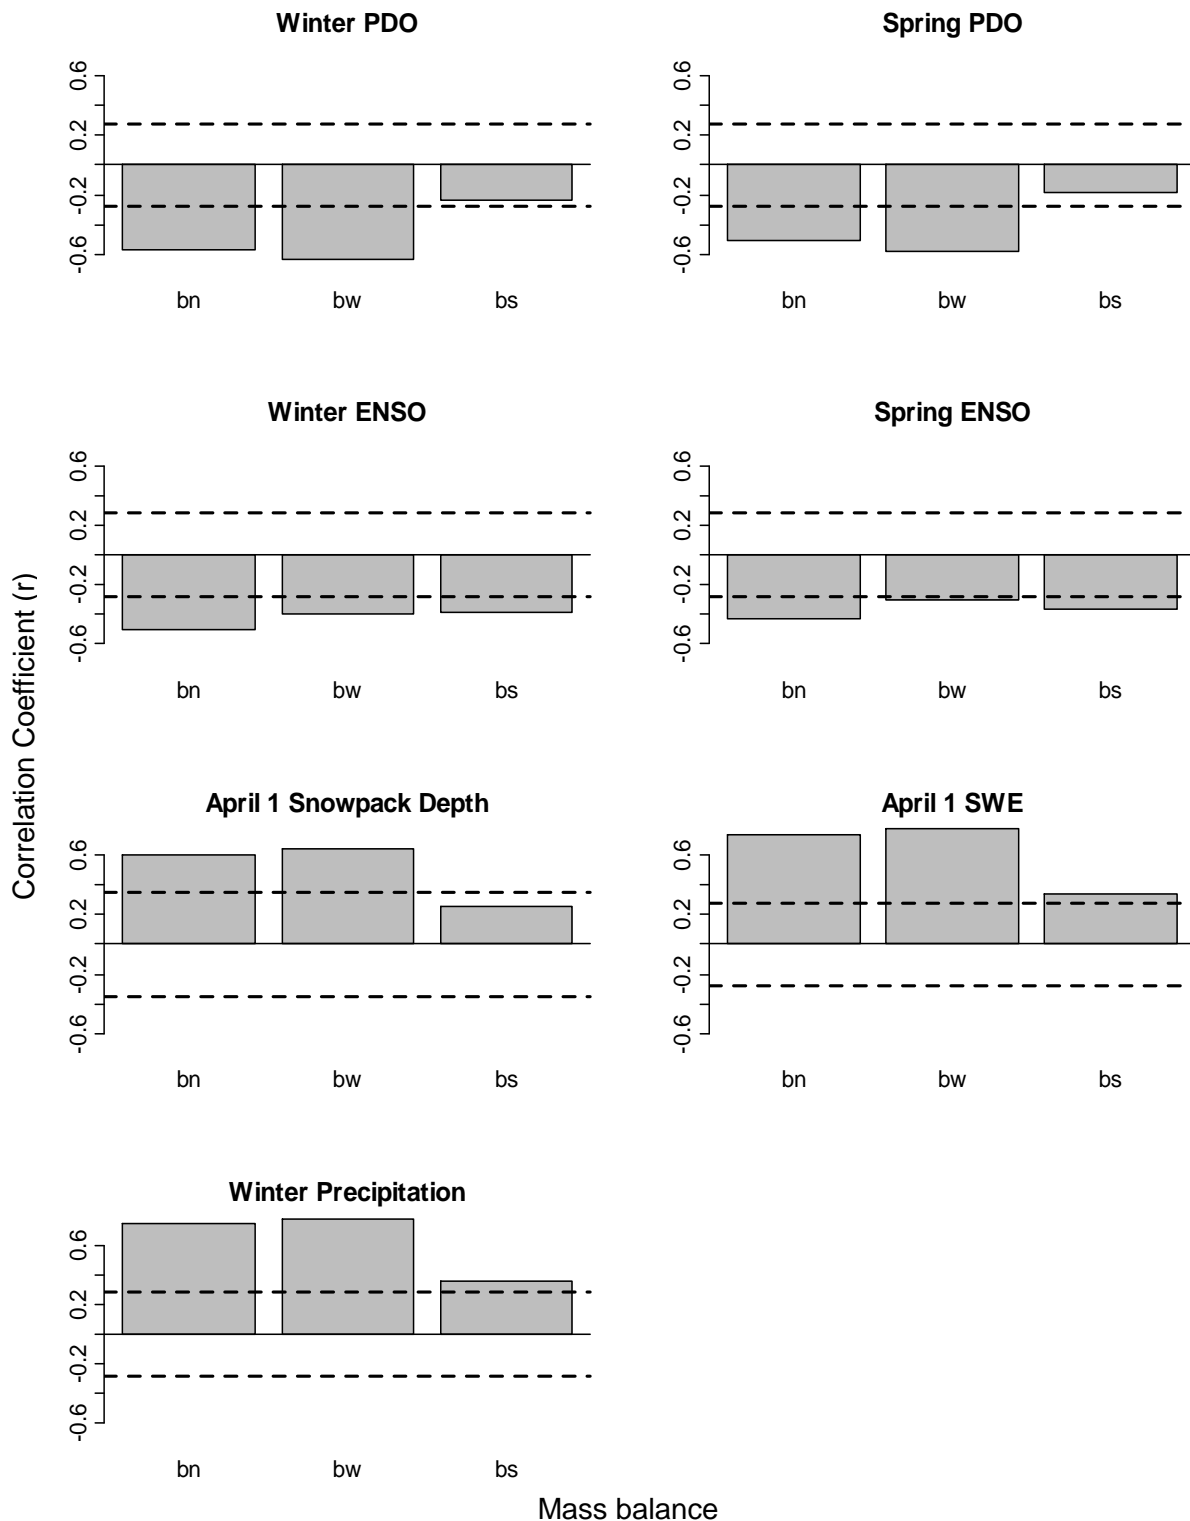 Winter PDO
0.6
0.2
-0.2
-0.6
bn bw bs
Spring PDO
0.6
0.2
-0.2
-0.6
bn bw bs
Winter ENSO
0.6
0.2
-0.2
-0.6
bn bw bs
Spring ENSO
0.6
0.2
-0.2
-0.6
bn bw bs
Correlation Coefficient (r)
April 1 Snowpack Depth
0.6
0.2
-0.2
-0.6
bn bw bs
April 1 SWE
0.6
0.2
-0.2
-0.6
bn bw bs
Winter Precipitation
0.6
0.2
-0.2
-0.6
bn bw bs
Mass balance